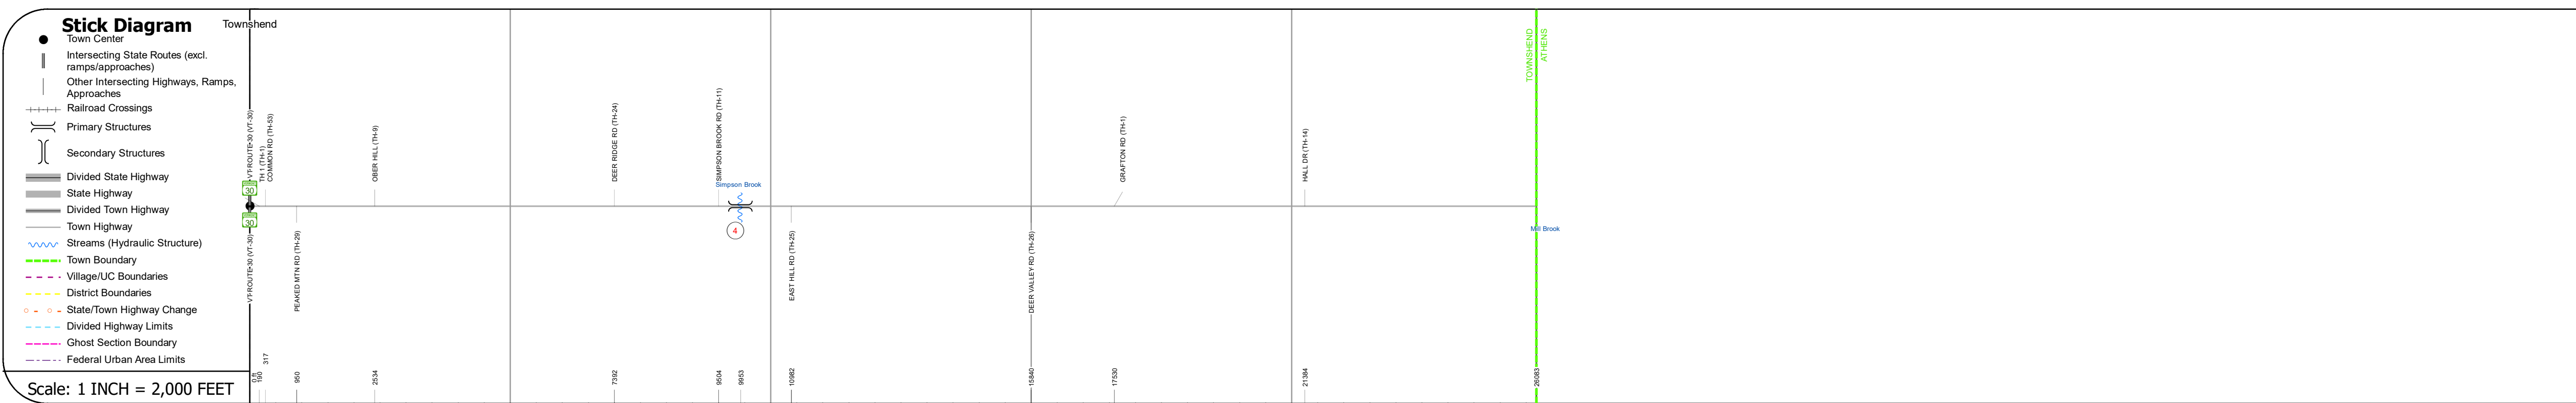 Stick Diagram
Town Center
Intersecting State Routes (excl.
ramps/approaches)
Other Intersecting Highways, Ramps,
Approaches
Railroad Crossings
Primary Structures
Secondary Structures
Divided State Highway
State Highway
Divided Town Highway
Town Highway
Streams (Hydraulic Structure)
Town Boundary
Village/UC Boundaries
District Boundaries
State/Town Highway Change
Divided Highway Limits
Ghost Section Boundary
Federal Urban Area Limits
Scale: 1 INCH = 2,000 FEET
Townshend
VT-ROUTE-30 (VT-30)
TH 1 (TH-1)
COMMON RD (TH-53)
OBER HILL (TH-9)
DEER RIDGE RD (TH-24)
SIMPSON BROOK RD (TH-11)
GRAFTON RD (TH-1)
HALL DR (TH-14)
TOWNSHEND
ATHENS
30
30
Simpson Brook
4
Mill Brook
VT-ROUTE-30 (VT-30)
PEAKED MTN RD (TH-29)
EAST HILL RD (TH-25)
DEER VALLEY RD (TH-26)
0 ft
190
317
950
2534
7392
9504
9953
10982
15840
17530
21384
26083